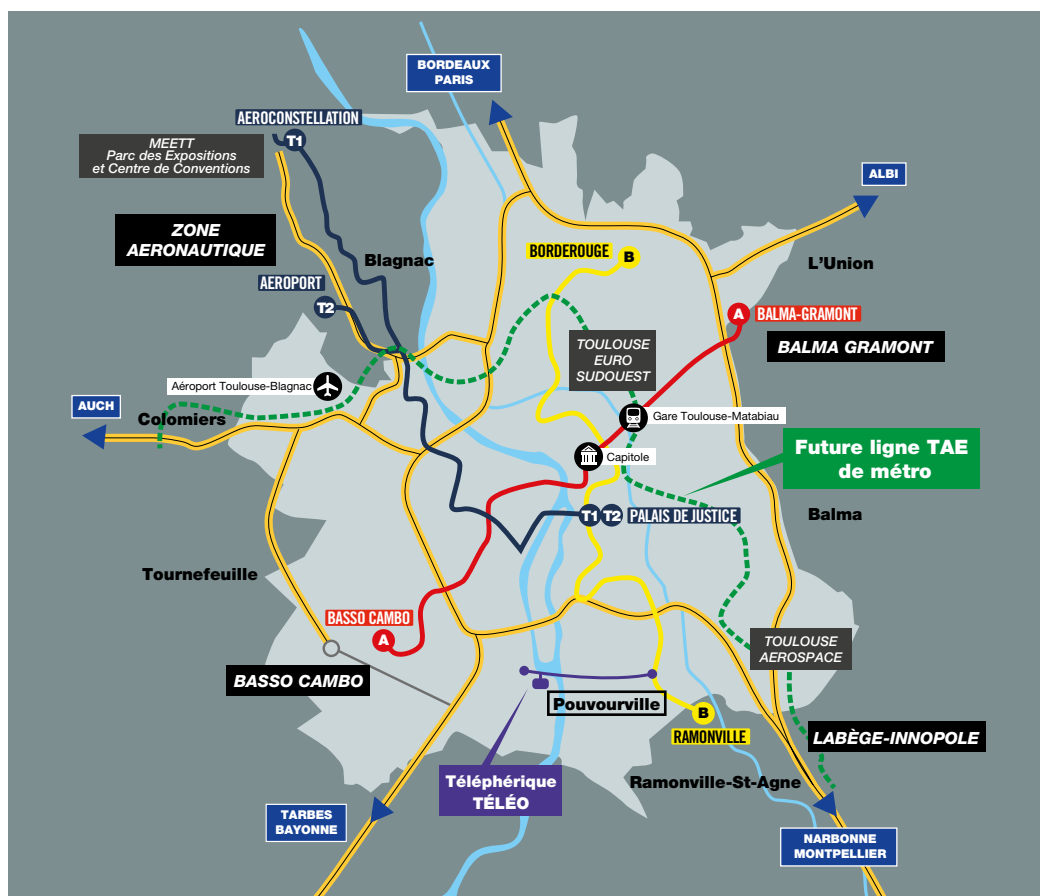 BORDEAUX
PARIS
AEROCONSTELLATION
T1
MEETT
Parc des Expositions
et Centre de Conventions
ALBI
ZONE
AERONAUTIQUE
Blagnac
BORDEROUGE
B
L'Union
AEROPORT
T2
A
BALMA-GRAMONT
TOULOUSE
EURO
SUDOUEST
BALMA GRAMONT
Aéroport Toulouse-Blagnac
AUCH
Colomiers
Gare Toulouse-Matabiau
Capitole
Future ligne TAE
de métro
T1
T2
PALAIS DE JUSTICE
Balma
Tournefeuille
BASSO CAMBO
A
TOULOUSE
AEROSPACE
BASSO CAMBO
Pouvourville
B
RAMONVILLE
LABÈGE-INNOPOLE
Téléphérique
TÉLÉO
Ramonville-St-Agne
TARBES
BAYONNE
NARBONNE
MONTPELLIER